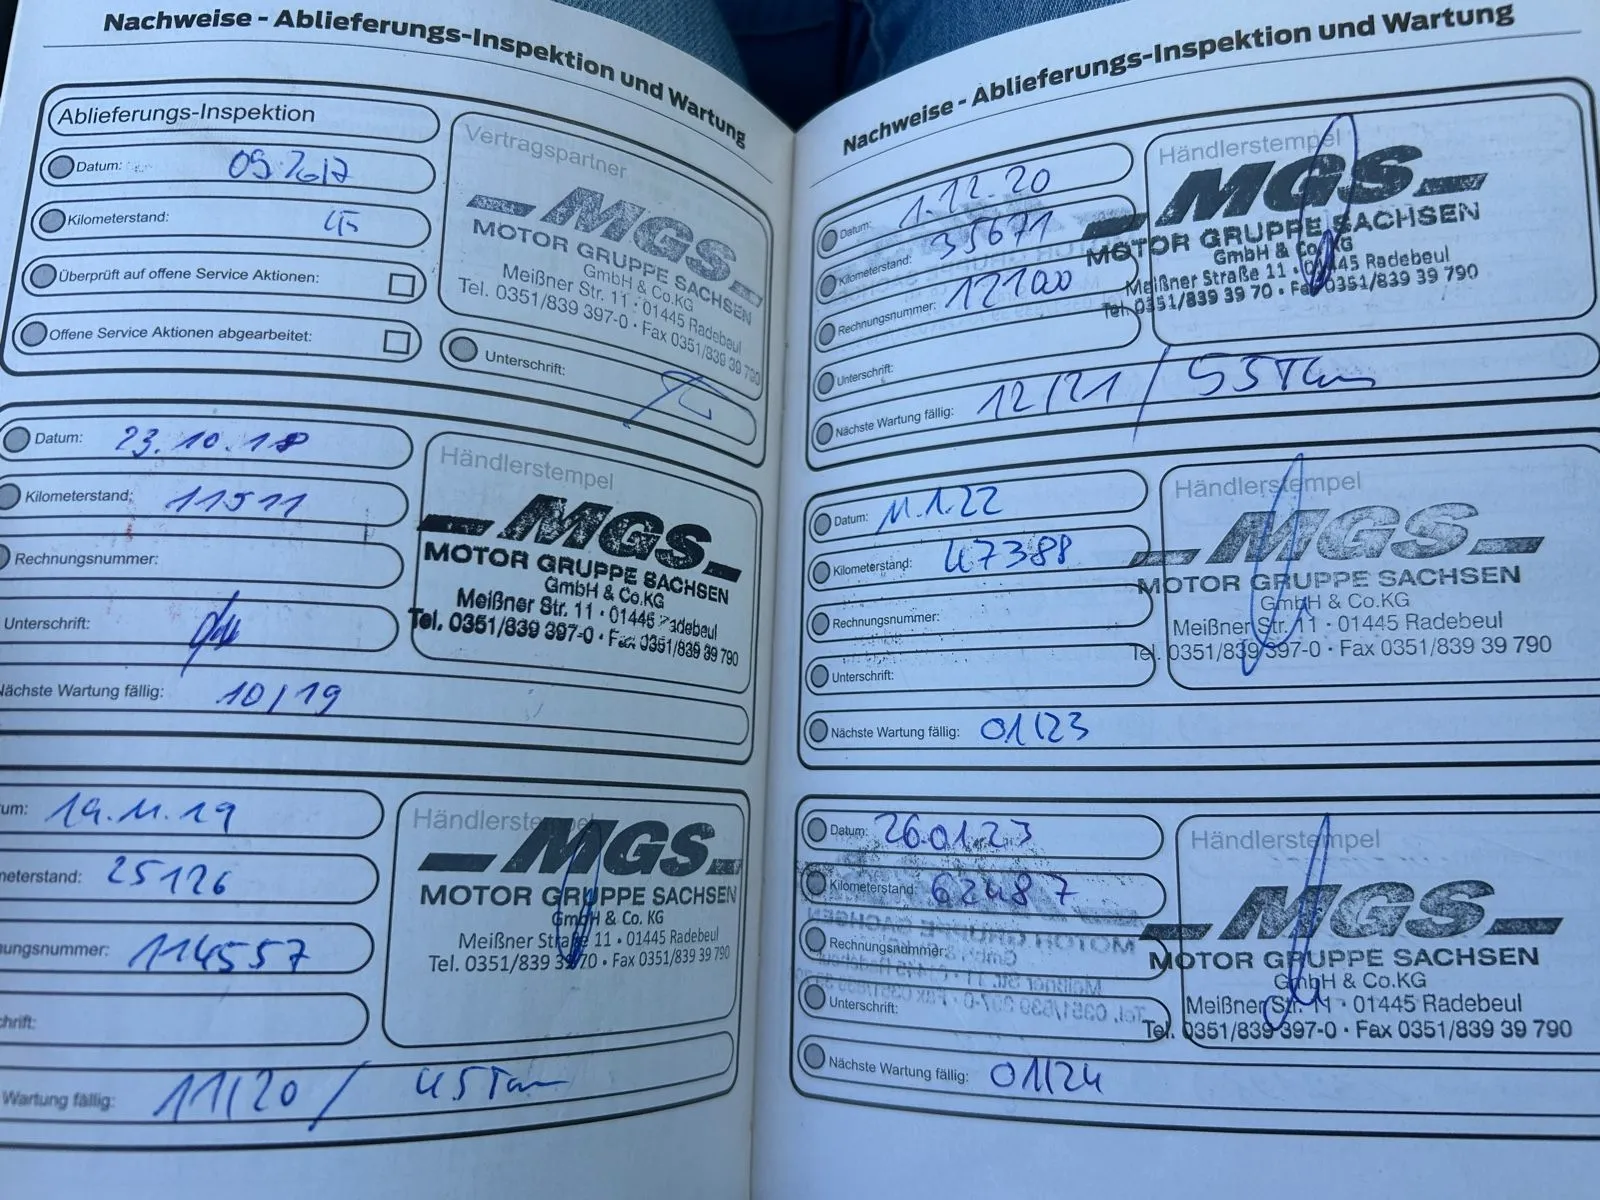 Nachweise - Ablieferungs-Inspektion und Wartung
Ablieferungs-Inspektion
Datum: 09.2017
Kilometerstand:
Überprüft auf offene Service Aktionen:
Offene Service Aktionen abgearbeitet:
Vertragspartner
MGS
MOTOR GRUPPE SACHSEN
GmbH & Co.KG
Meißner Str. 11 · 01445 Radebeul
Tel. 0351/839 397-0 · Fax 0351/839 39 790
Unterschrift:
Datum: 23.10.18
Kilometerstand: 11511
Rechnungsnummer:
Unterschrift:
Nächste Wartung fällig: 10/19
Händlerstempel
MGS
MOTOR GRUPPE SACHSEN
GmbH & Co.KG
Meißner Str. 11 · 01445 Radebeul
Tel. 0351/839 397-0 · Fax 0351/839 39 790
um: 19.11.19
neterstand: 25126
nungsnummer: 114557
chrift:
Wartung fällig: 11/20 / 45
Händlerstempel
MGS
MOTOR GRUPPE SACHSEN
GmbH & Co. KG
Meißner Straße 11 · 01445 Radebeul
Tel. 0351/839 39 70 · Fax 0351/839 39 790
Nachweise - Ablieferungs-Inspektion und Wartung
Datum: 1.12.20
Kilometerstand: 35671
Rechnungsnummer: 121700
Unterschrift:
Nächste Wartung fällig: 12/21 / 55
Händlerstempel
MGS
MOTOR GRUPPE SACHSEN
GmbH & Co. KG
Meißner Straße 11 · 01445 Radebeul
Tel. 0351/839 39 70 · Fax 0351/839 39 790
Datum: 11.1.22
Kilometerstand: 47388
Rechnungsnummer:
Unterschrift:
Nächste Wartung fällig: 01/23
Händlerstempel
MGS
MOTOR GRUPPE SACHSEN
GmbH & Co.KG
Meißner Str. 11 · 01445 Radebeul
Tel. 0351/839 397-0 · Fax 0351/839 39 790
Datum: 26.01.23
Kilometerstand: 62487
Rechnungsnummer:
Unterschrift:
Nächste Wartung fällig: 01/24
Händlerstempel
MGS
MOTOR GRUPPE SACHSEN
GmbH & Co.KG
Meißner Str. 11 · 01445 Radebeul
Tel. 0351/839 397-0 · Fax 0351/839 39 790